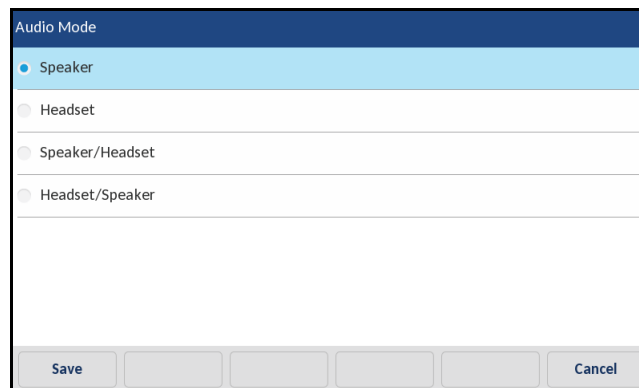 Audio Mode
Speaker
Headset
Speaker/Headset
Headset/Speaker
Save Cancel